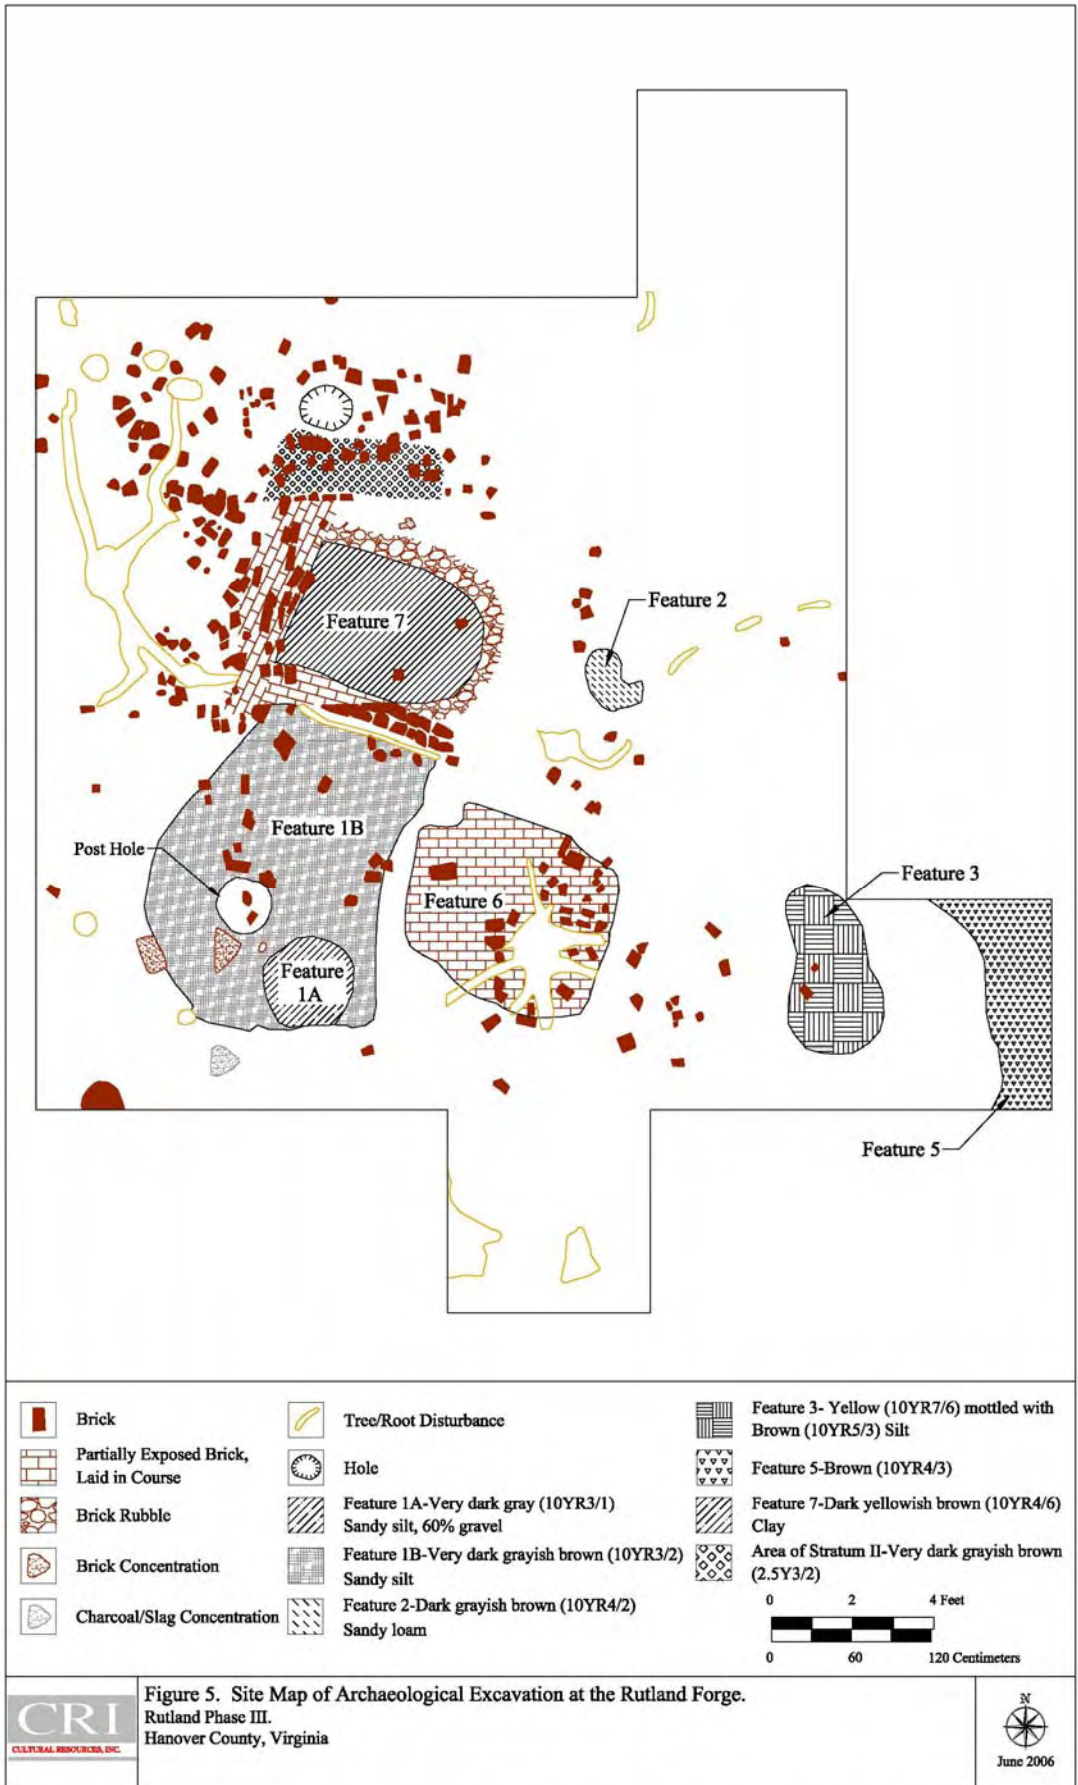 Feature 2
Feature 7
Feature 1B
Post Hole
Feature 3
Feature 6
Feature
1A
Feature 5
Brick
Partially Exposed Brick,
Laid in Course
Brick Rubble
Brick Concentration
Charcoal/Slag Concentration
Tree/Root Disturbance
Hole
Feature 1A-Very dark gray (10YR3/1)
Sandy silt, 60% gravel
Feature 1B-Very dark grayish brown (10YR3/2)
Sandy silt
Feature 2-Dark grayish brown (10YR4/2)
Sandy loam
Feature 3- Yellow (10YR7/6) mottled with
Brown (10YR5/3) Silt
Feature 5-Brown (10YR4/3)
Feature 7-Dark yellowish brown (10YR4/6)
Clay
Area of Stratum II-Very dark grayish brown
(2.5Y3/2)
0 2 4 Feet
0 60 120 Centimeters
CRI
CULTURAL RESOURCES, INC.
Figure 5. Site Map of Archaeological Excavation at the Rutland Forge.
Rutland Phase III.
Hanover County, Virginia
N
June 2006